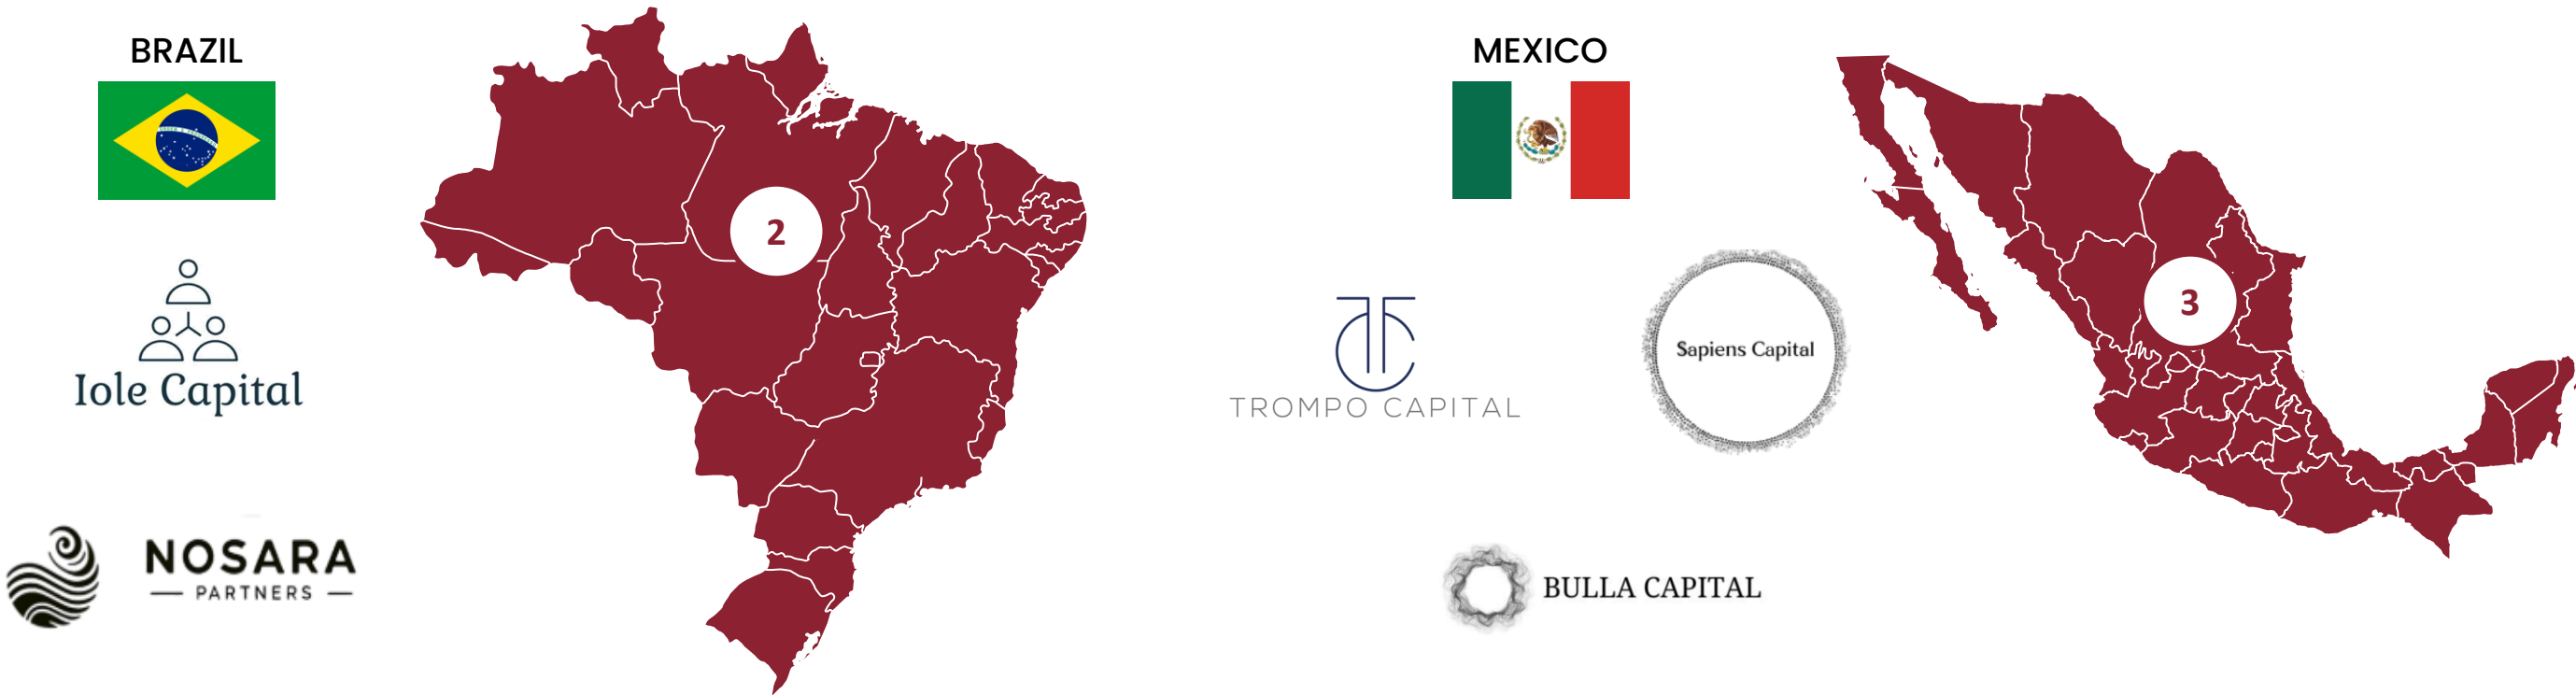 BRAZIL
2
Iole Capital
NOSARA
PARTNERS
MEXICO
3
TROMPO CAPITAL
Sapiens Capital
BULLA CAPITAL